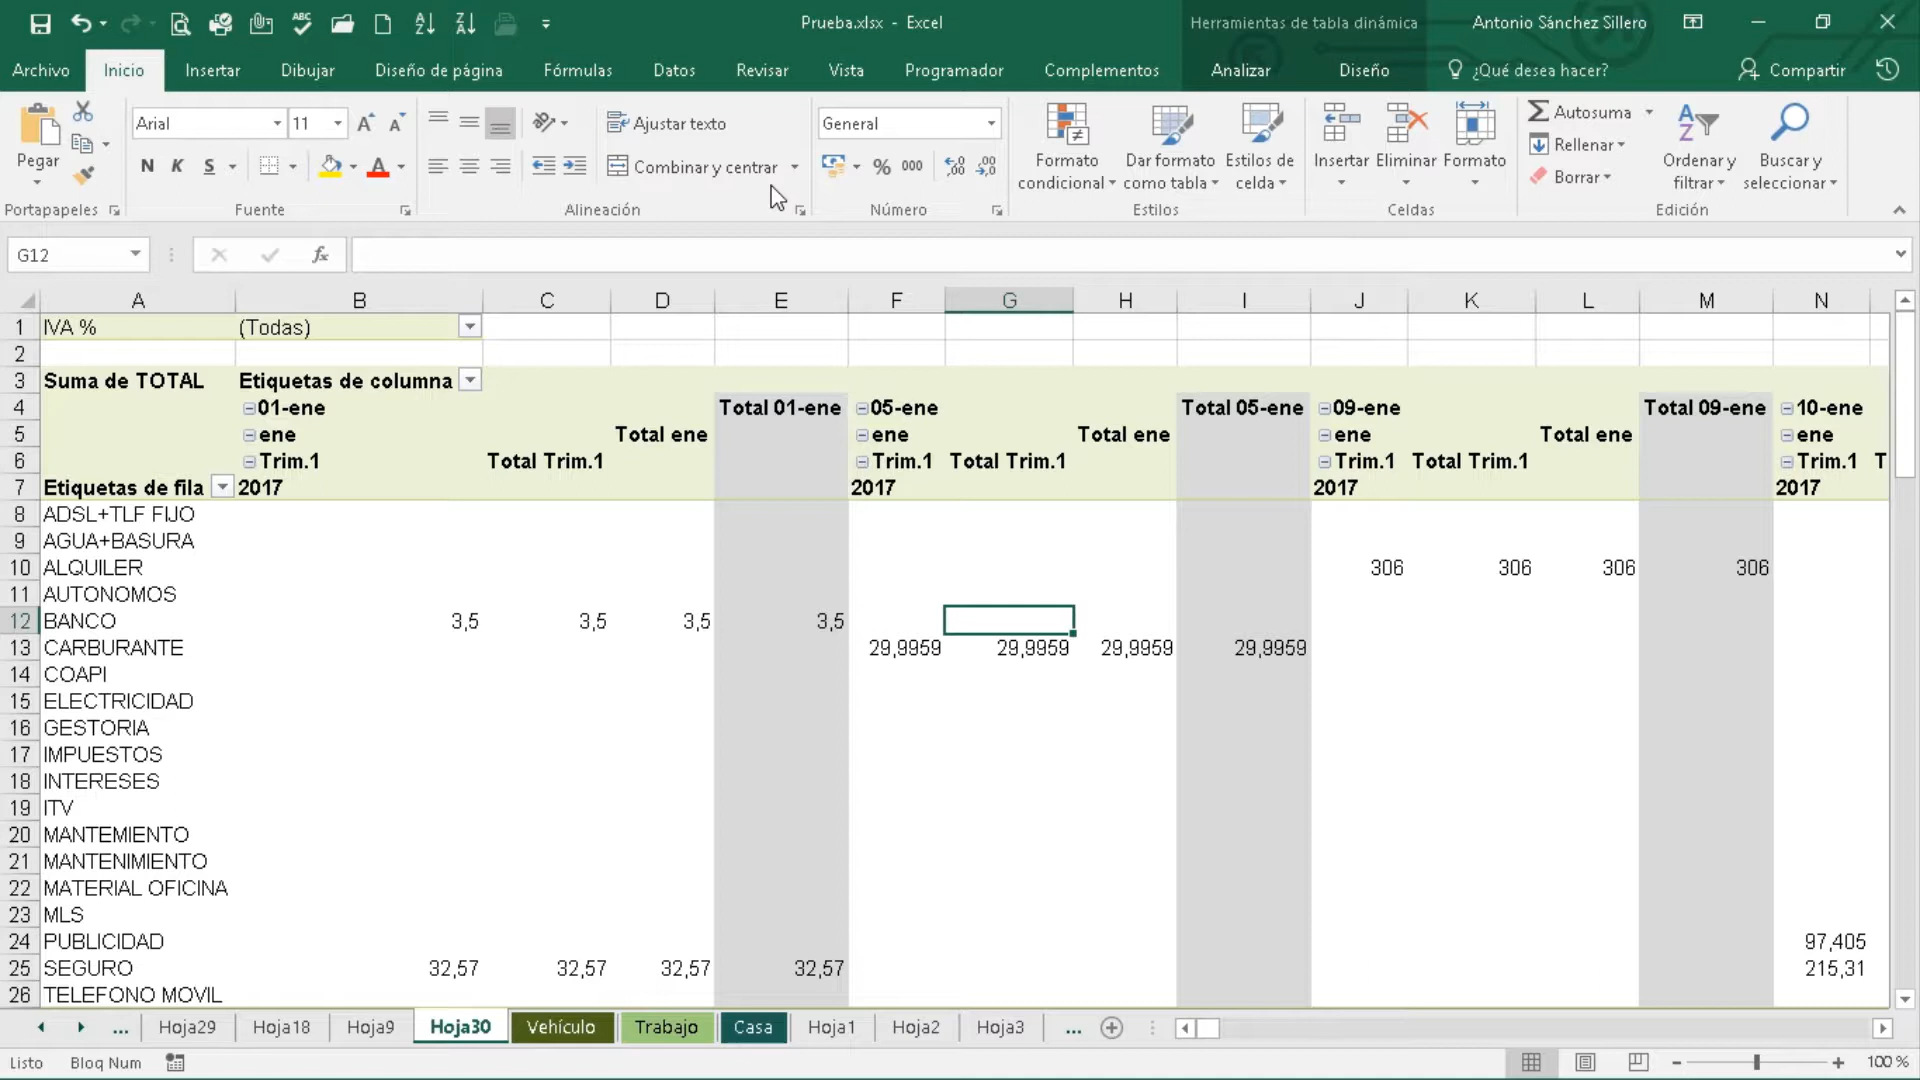 Prueba.xlsx - Excel
Herramientas de tabla dinámica
Antonio Sánchez Sillero
Archivo Inicio Insertar Dibujar Diseño de página Fórmulas Datos Revisar Vista Programador Complementos Analizar Diseño ¿Qué desea hacer? Compartir
Pegar
Arial 11
Ajustar texto
General
N K S
Combinar y centrar
% 000
Formato condicional
Dar formato como tabla
Estilos de celda
Insertar Eliminar Formato
Autosuma
Rellenar
Borrar
Ordenar y filtrar
Buscar y seleccionar
Portapapeles Fuente Alineación Número Estilos Celdas Edición
G12 fx
A B C D E F G H I J K L M N
1 IVA % (Todas)
2
3 Suma de TOTAL Etiquetas de columna
4 01-ene Total 01-ene 05-ene Total 05-ene 09-ene Total 09-ene 10-ene
5 ene Total ene ene Total ene ene Total ene ene
6 Trim.1 Total Trim.1 Trim.1 Total Trim.1 Trim.1 Total Trim.1 Trim.1 T
7 Etiquetas de fila 2017 2017 2017 2017
8 ADSL+TLF FIJO
9 AGUA+BASURA
10 ALQUILER 306 306 306 306
11 AUTONOMOS
12 BANCO 3,5 3,5 3,5 3,5
13 CARBURANTE 29,9959 29,9959 29,9959 29,9959
14 COAPI
15 ELECTRICIDAD
16 GESTORIA
17 IMPUESTOS
18 INTERESES
19 ITV
20 MANTEMIENTO
21 MANTENIMIENTO
22 MATERIAL OFICINA
23 MLS
24 PUBLICIDAD 97,405
25 SEGURO 32,57 32,57 32,57 32,57 215,31
26 TELEFONO MOVIL
... Hoja29 Hoja18 Hoja9 Hoja30 Vehículo Trabajo Casa Hoja1 Hoja2 Hoja3 ...
Listo Bloq Num 100 %